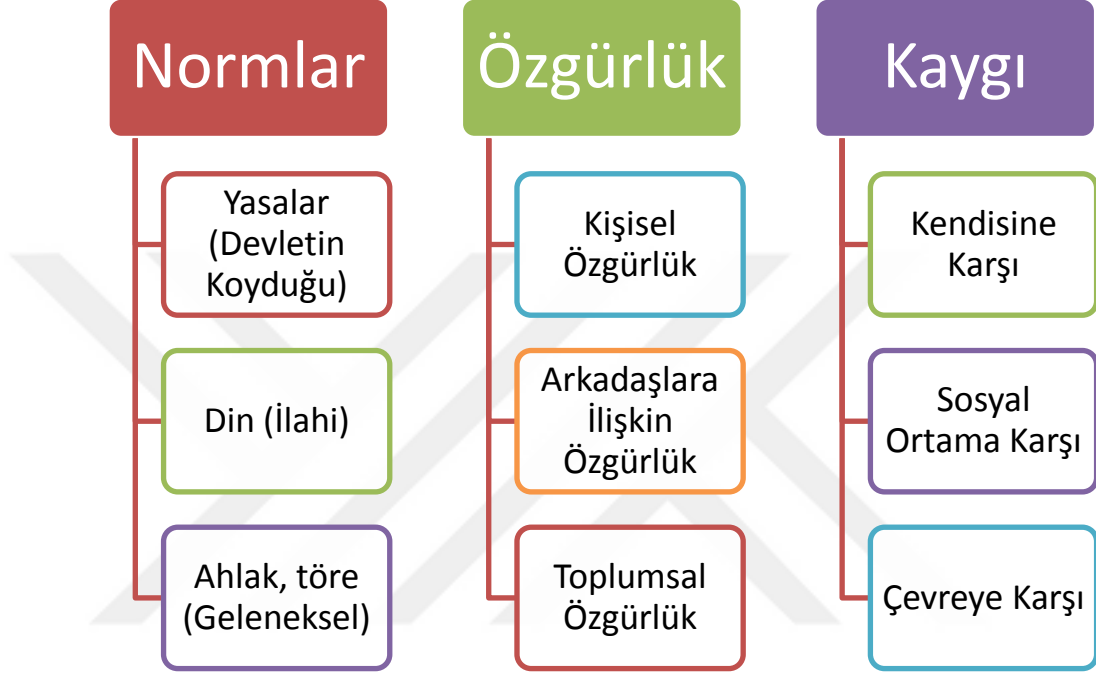 Normlar
Yasalar
(Devletin
Koyduğu)
Din (İlahi)
Ahlak, töre
(Geleneksel)
Özgürlük
Kişisel
Özgürlük
Arkadaşlara
İlişkin
Özgürlük
Toplumsal
Özgürlük
Kaygı
Kendisine
Karşı
Sosyal
Ortama Karşı
Çevreye Karşı